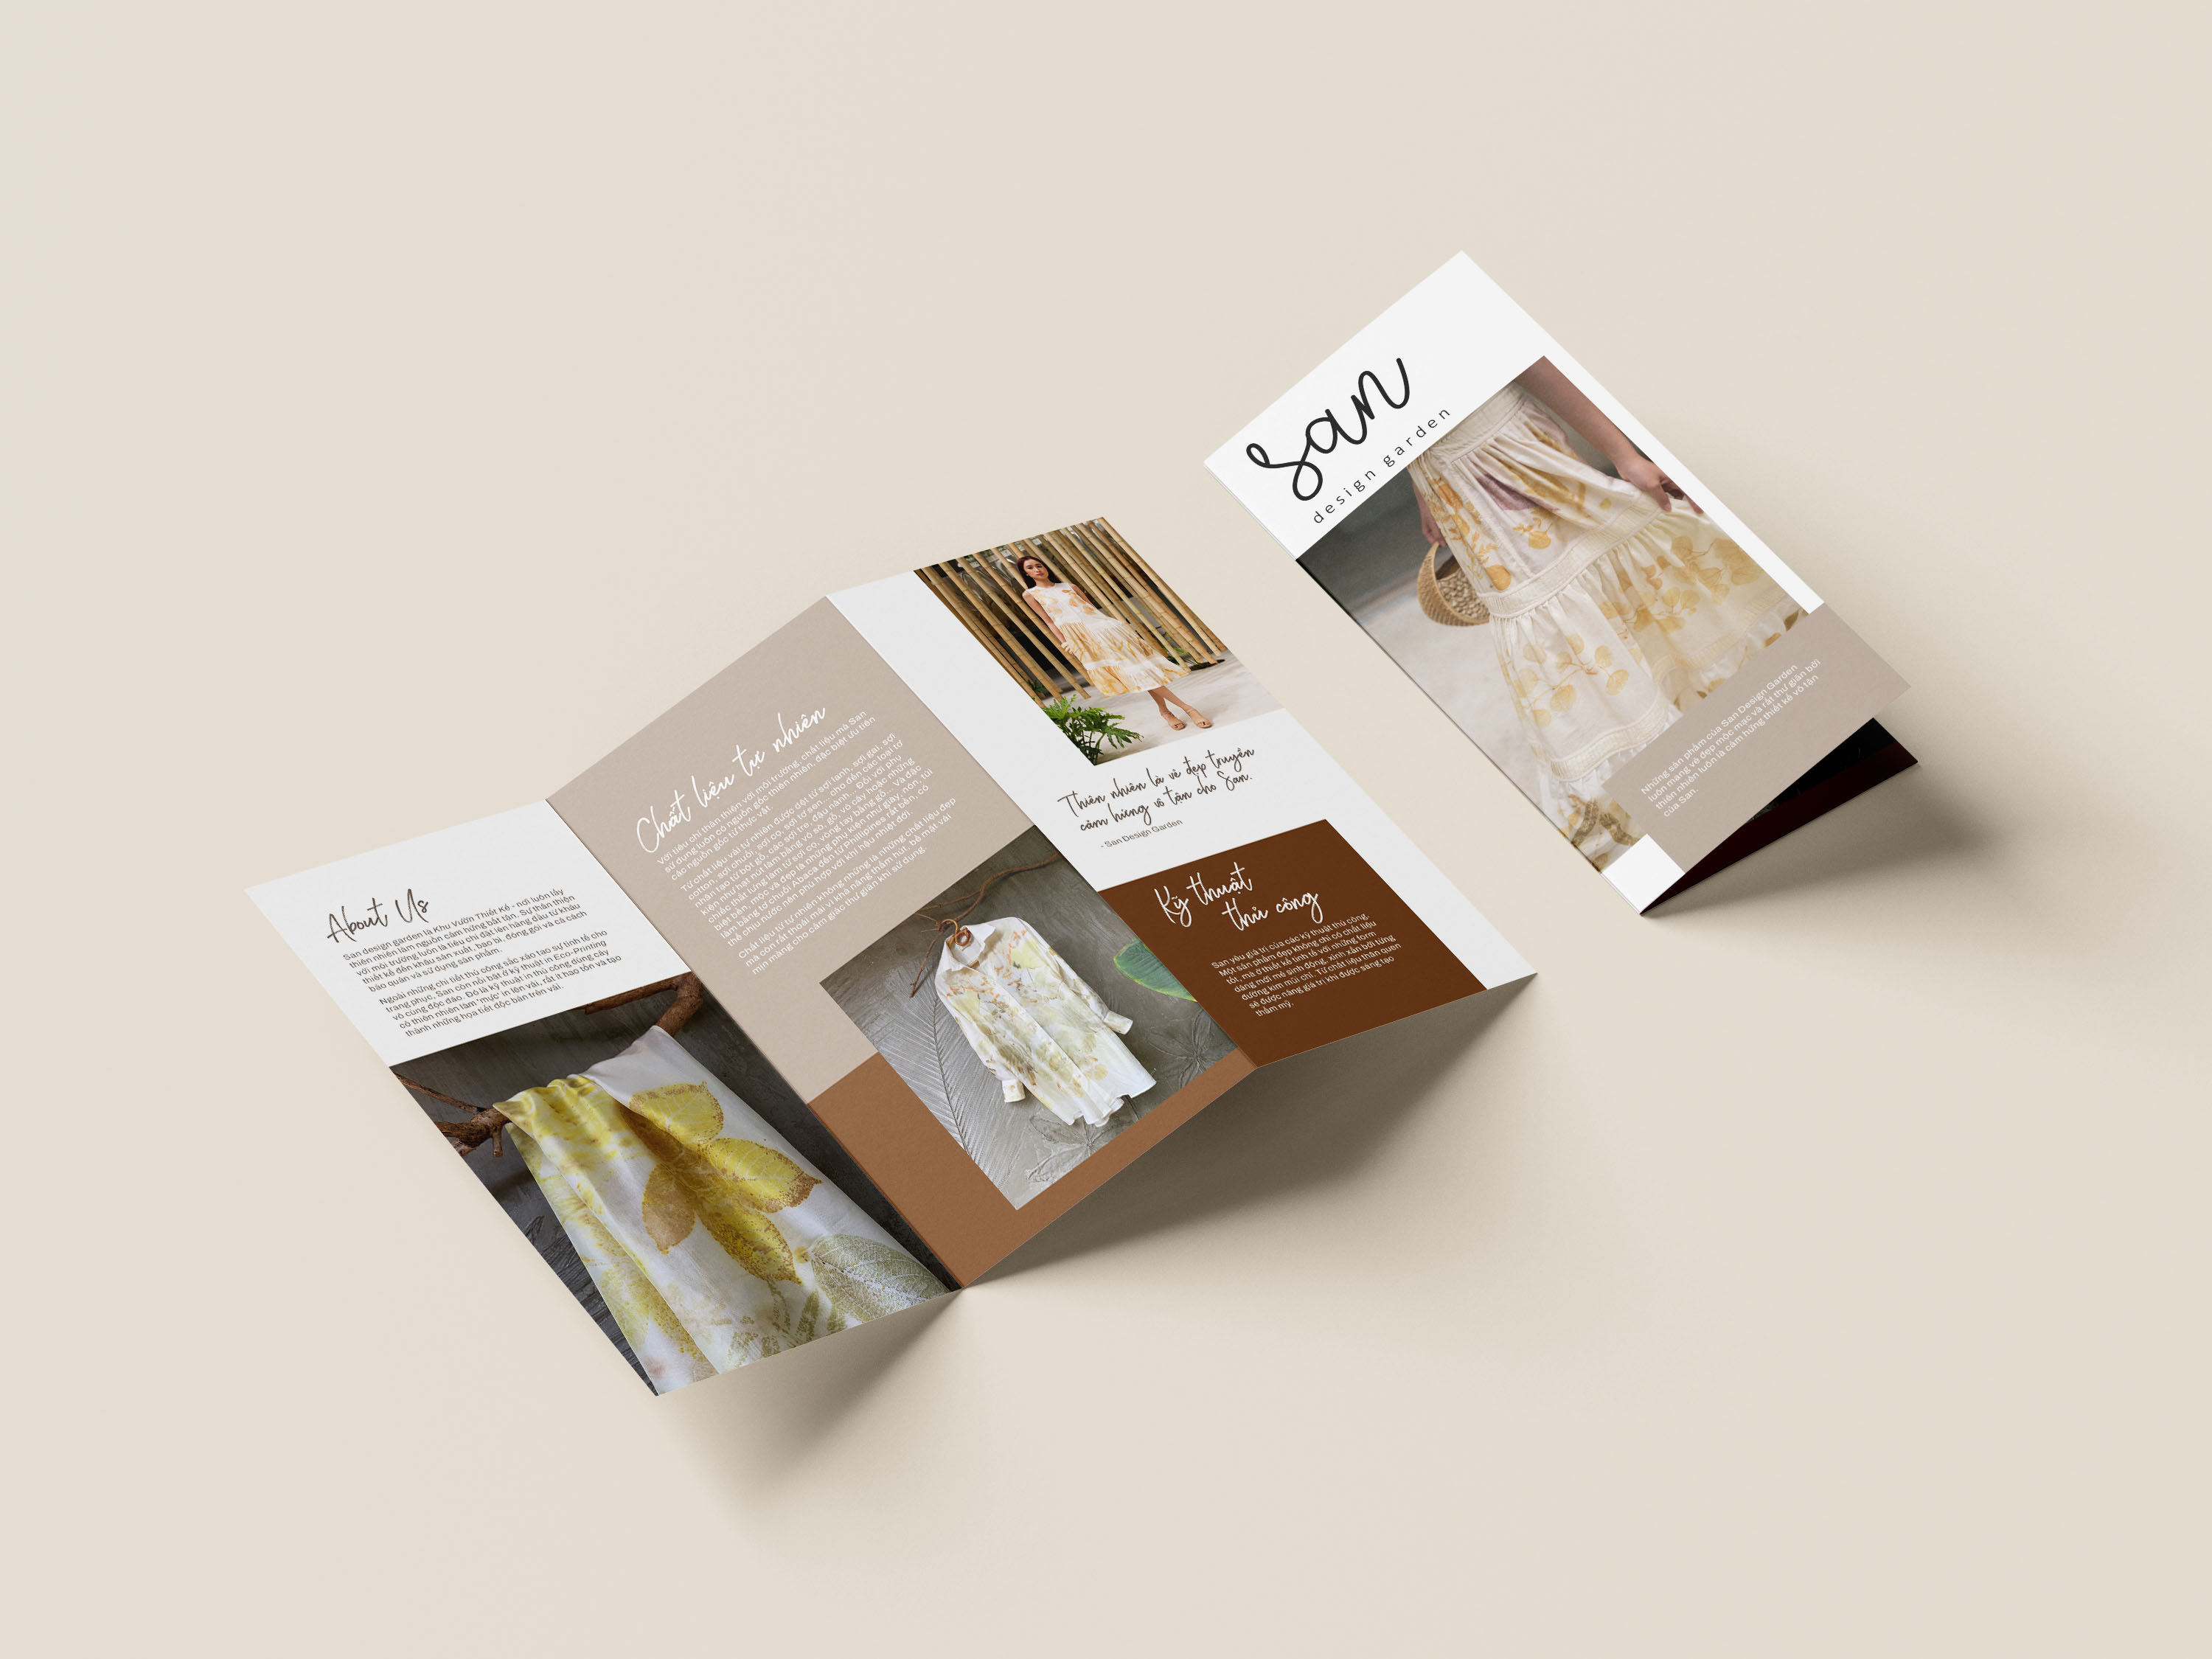 About Us
San design garden là Khu Vườn Thiết Kế - nơi luôn lấy
thiên nhiên làm nguồn cảm hứng bất tận. Sự thân thiện
với môi trường luôn là tiêu chí đặt lên hàng đầu từ khâu
thiết kế đến khâu sản xuất, bao bì, đóng gói và cả cách
bảo quản và sử dụng sản phẩm.
Ngoài những chi tiết thủ công sắc xảo tạo sự tinh tế cho
trang phục, San còn nổi bật ở kỹ thuật in Eco-Printing
vô cùng độc đáo. Đó là kỹ thuật in thủ công dùng cây
cỏ thiên nhiên làm "mực" in lên vải, rất ít hao tốn và tạo
thành những họa tiết độc bản trên vải.
Chất liệu tự nhiên
Với tiêu chí thân thiện với môi trường, chất liệu mà San
sử dụng luôn có nguồn gốc thiên nhiên, đặc biệt ưu tiên
các nguồn gốc từ thực vật
Từ chất liệu vải tự nhiên được dệt từ sợi lanh, sợi gai, sợi
cotton, sợi chuối, sợi tơ sen... cho đến các loại tơ
nhân tạo từ bột gỗ, các sợi tre, đậu nành... Đối với phụ
kiện như hạt nút làm bằng vỏ sò, gỗ, vỏ cây hoặc những
chiếc thắt lưng từ sợi cọ, vòng tay bằng gỗ... Và đặc
biệt bền, mộc và đẹp là những phụ kiện như giày, nón, túi
làm bằng tơ chuối Abaca đến từ Philippines rất bền, có
thể chịu nước nên phù hợp với khí hậu nhiệt đới
Chất liệu từ tự nhiên không những là những chất liệu đẹp
mà còn rất thoải mái vì khả năng thấm hút, bề mặt vải
mịn màng cho cảm giác thư giãn khi sử dụng.
Thiên nhiên là vẻ đẹp truyền
cảm hứng vô tận cho San.
- San Design Garden
Kỹ thuật
thủ công
San yêu giá trị của các kỹ thuật thủ công.
Một sản phẩm đẹp không chỉ có chất liệu
tốt, mà ở thiết kế tinh tế với những form
dáng mới mẻ sinh động, xinh xắn bởi từng
đường kim mũi chỉ. Từ chất liệu thân quen
sẽ được nâng giá trị khi được sáng tạo
thẩm mỹ.
san
design garden
Những sản phẩm của San Design Garden
luôn mang vẻ đẹp mộc mạc và rất thư giãn bởi
thiên nhiên luôn là cảm hứng thiết kế vô tận
của San.